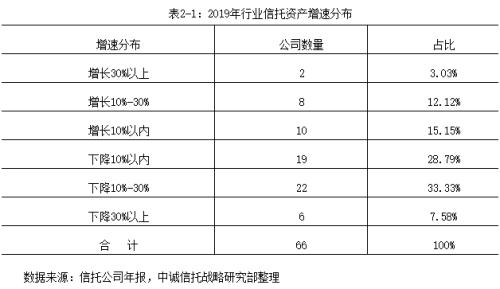 表2-1：2019年行业信托资产增速分布
增速分布 公司数量 占比
增长30%以上 2 3.03%
增长10%-30% 8 12.12%
增长10%以内 10 15.15%
下降10%以内 19 28.79%
下降10%-30% 22 33.33%
下降30%以上 6 7.58%
合 计 66 100%
数据来源：信托公司年报，中诚信托战略研究部整理